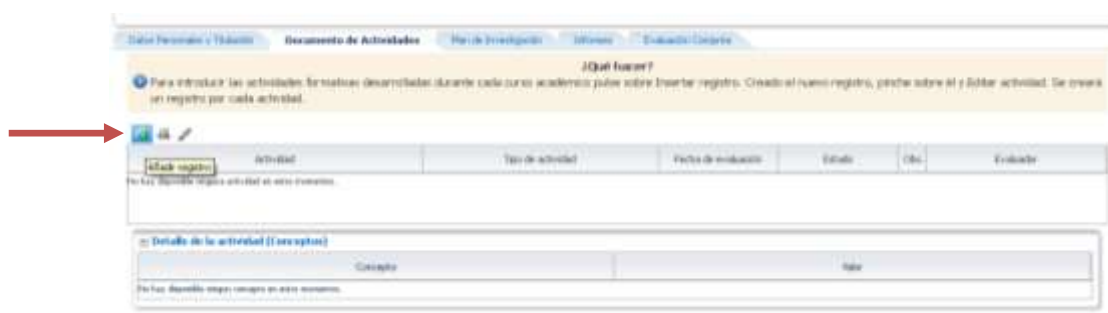 Datos Personales y Titulación Documento de Actividades Plan de Investigación Informes Evaluación Conjunta
¿Qué hacer?
Para introducir las actividades formativas desarrolladas durante cada curso académico pulse sobre Insertar registro. Creado el nuevo registro, pinche sobre él y Editar actividad. Se creará
un registro por cada actividad.
Añadir registro
Actividad Tipo de actividad Fecha de evaluación Estado Obs. Evaluador
No hay disponible ninguna actividad en estos momentos.
Detalle de la actividad (Conceptos)
Concepto Valor
No hay disponible ningún concepto en estos momentos.